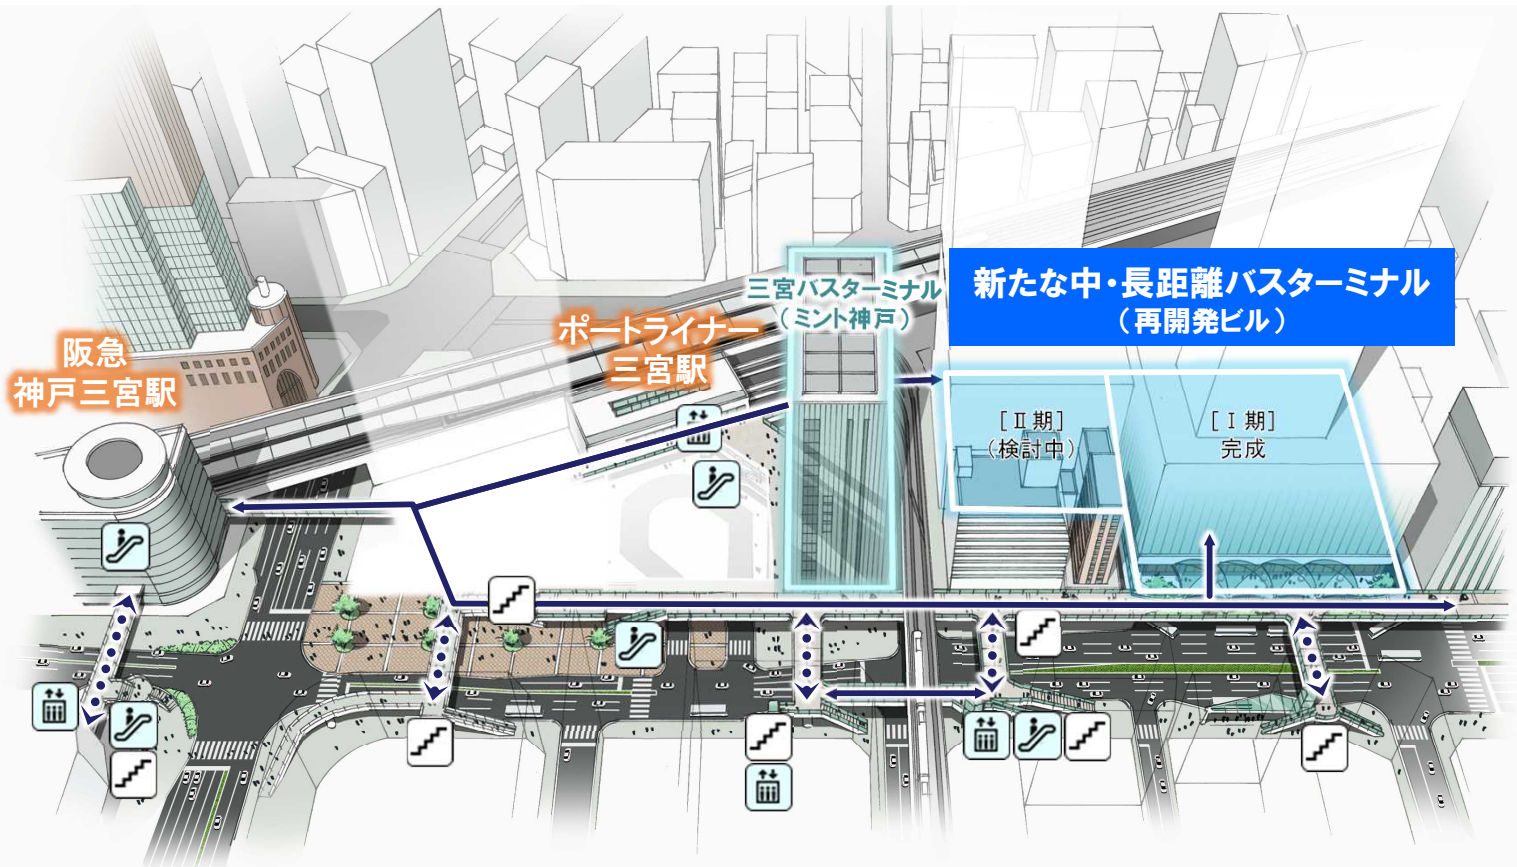 新たな中・長距離バスターミナル
（再開発ビル）
三宮バスターミナル
（ミント神戸）
ポートライナー
三宮駅
阪急
神戸三宮駅
［Ⅱ期］
（検討中）
［Ⅰ期］
完成